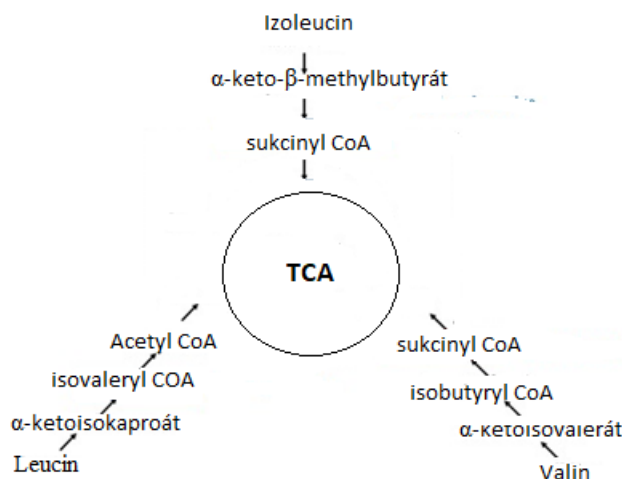 Izoleucin
α-keto-β-methylbutyrát
sukcinyl CoA
TCA
Acetyl CoA
isovaleryl COA
α-ketoisokaproát
Leucin
sukcinyl CoA
isobutyryl CoA
α-ketoisovalerát
Valin